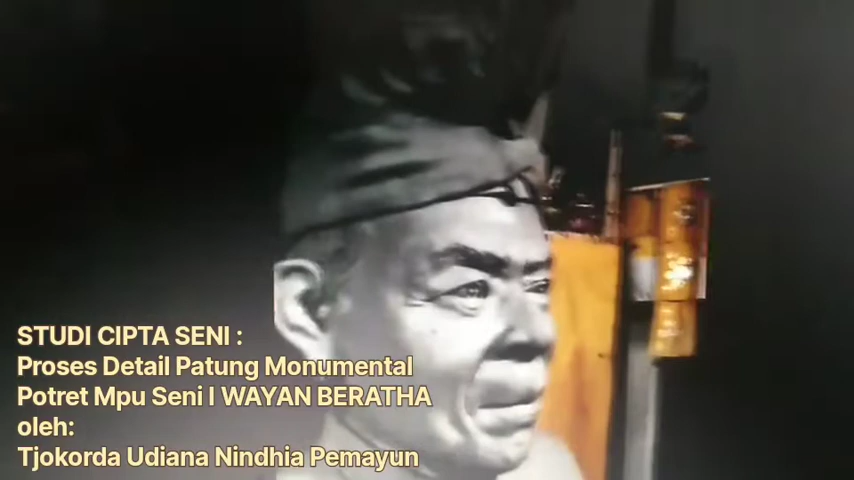 STUDI CIPTA SENI :
Proses Detail Patung Monumental
Potret Mpu Seni I WAYAN BERATHA
oleh:
Tjokorda Udiana Nindhia Pemayun